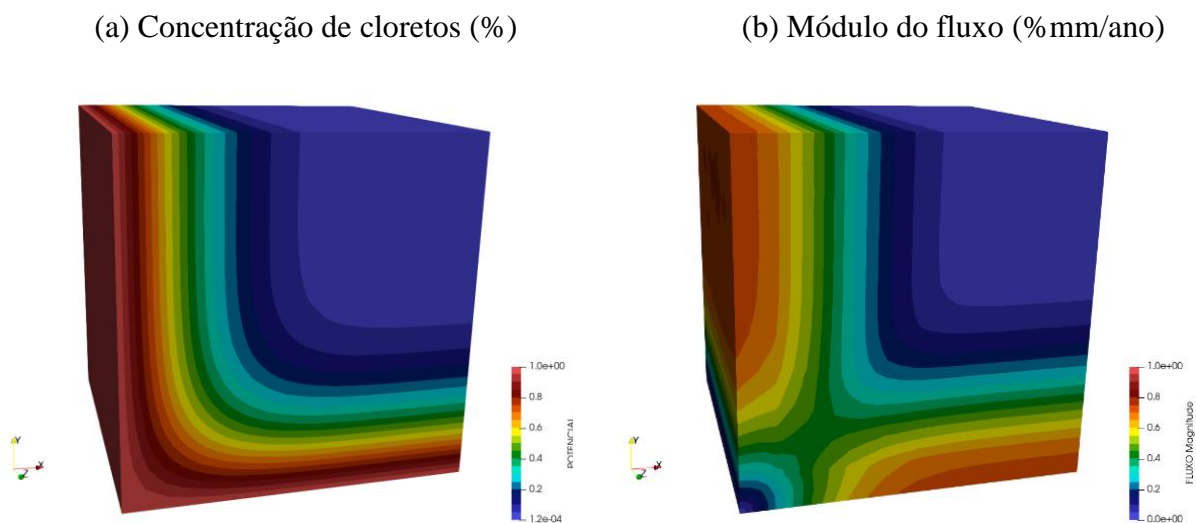 (a) Concentração de cloretos (%)
(b) Módulo do fluxo (%mm/ano)
1.0e+00
0.8
0.6
0.4
0.2
1.2e-04
POTENCIAL
Y
X
Z
1.0e+00
0.8
0.6
0.4
0.2
0.0e+00
FLUXO Magnitude
Y
X
Z